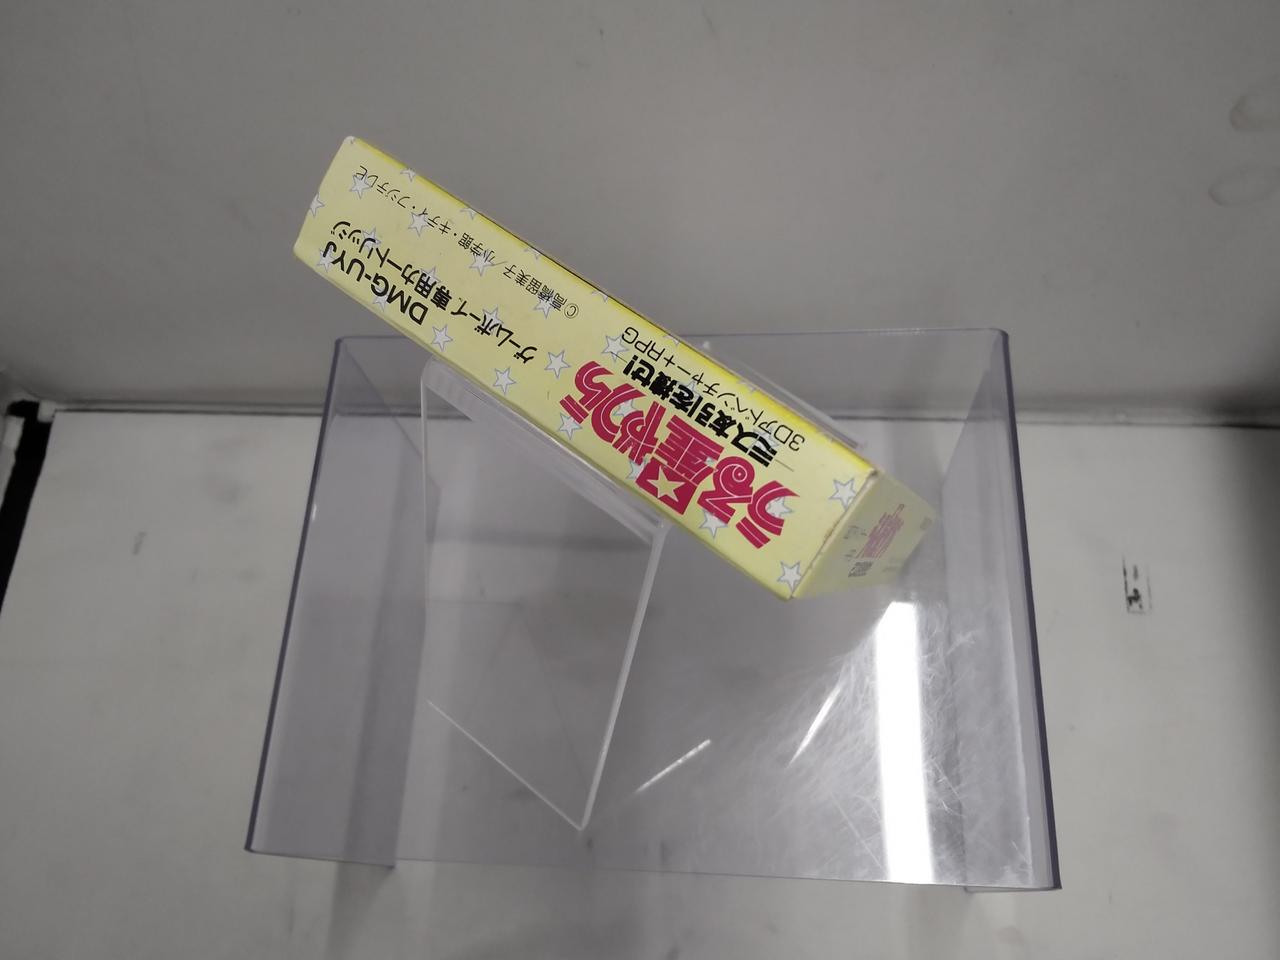 うる星やつら
ミス友引を捜せ!
3Dアドベンチャー+RPG
DMG-UYJ
ゲームボーイ専用カートリッジ
©高橋留美子/小学館・キティ・フジテレビ